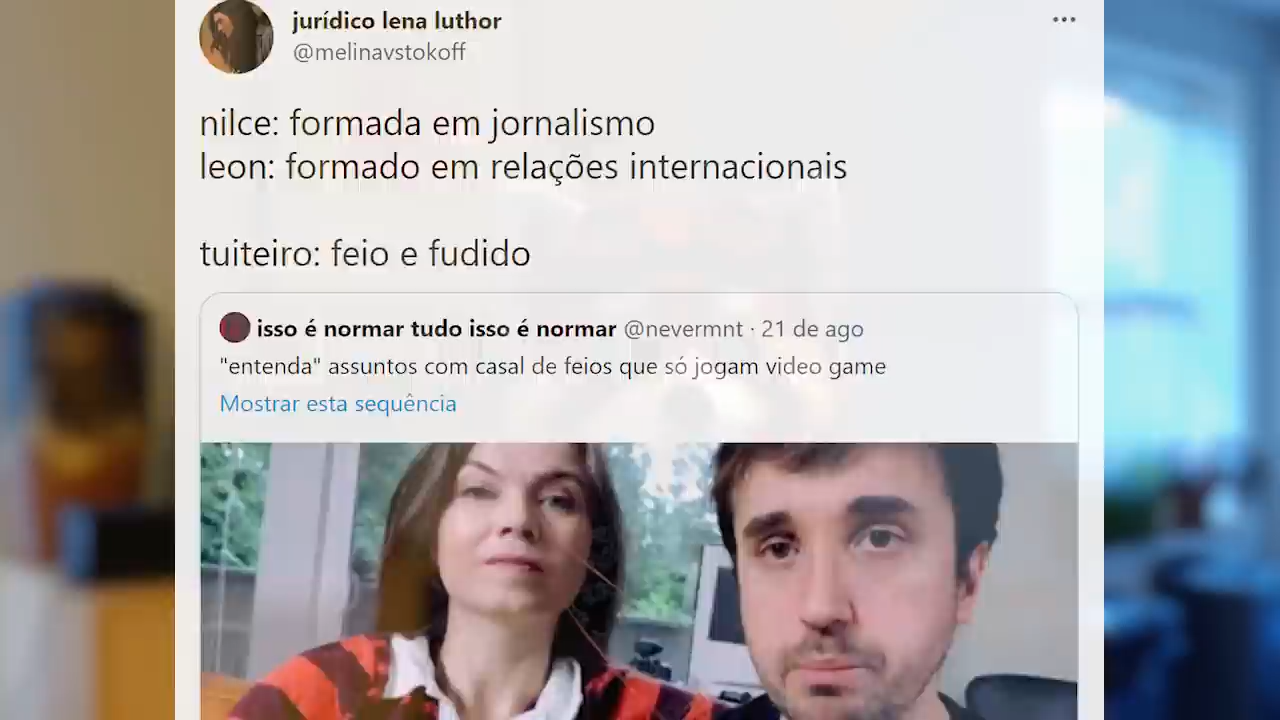 jurídico lena luthor
@melinavstokoff
nilce: formada em jornalismo
leon: formado em relações internacionais
tuiteiro: feio e fudido
isso é normar tudo isso é normar @nevermnt · 21 de ago
"entenda" assuntos com casal de feios que só jogam video game
Mostrar esta sequência